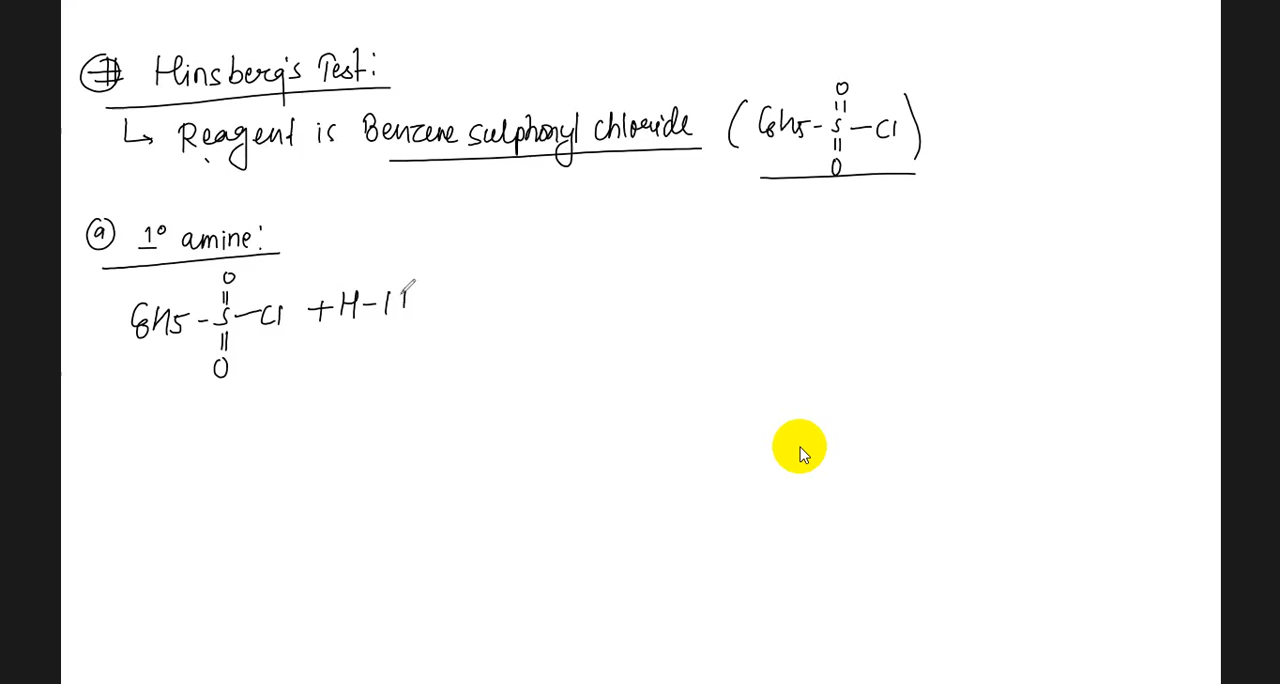 # Hinsberg's Test:
↳ Reagent is Benzene sulphonyl chloride (C6H5-S-Cl)
O
||
||
O
a 1° amine:
O
||
C6H5-S-Cl + H-
||
O